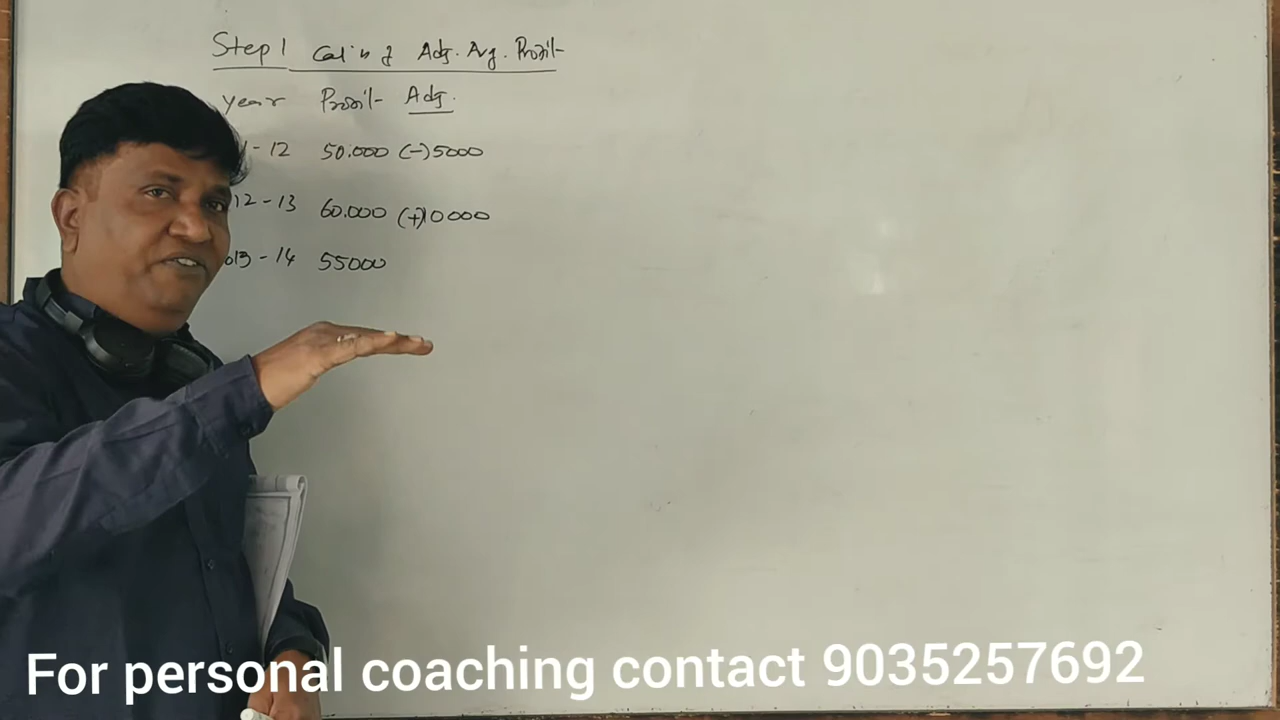 Step 1 Cal'n of Adj. Avg. Profit
Year Profit Adj.
1-12 50.000 (-) 5000
12-13 60.000 (+) 10000
013-14 55000
For personal coaching contact 9035257692